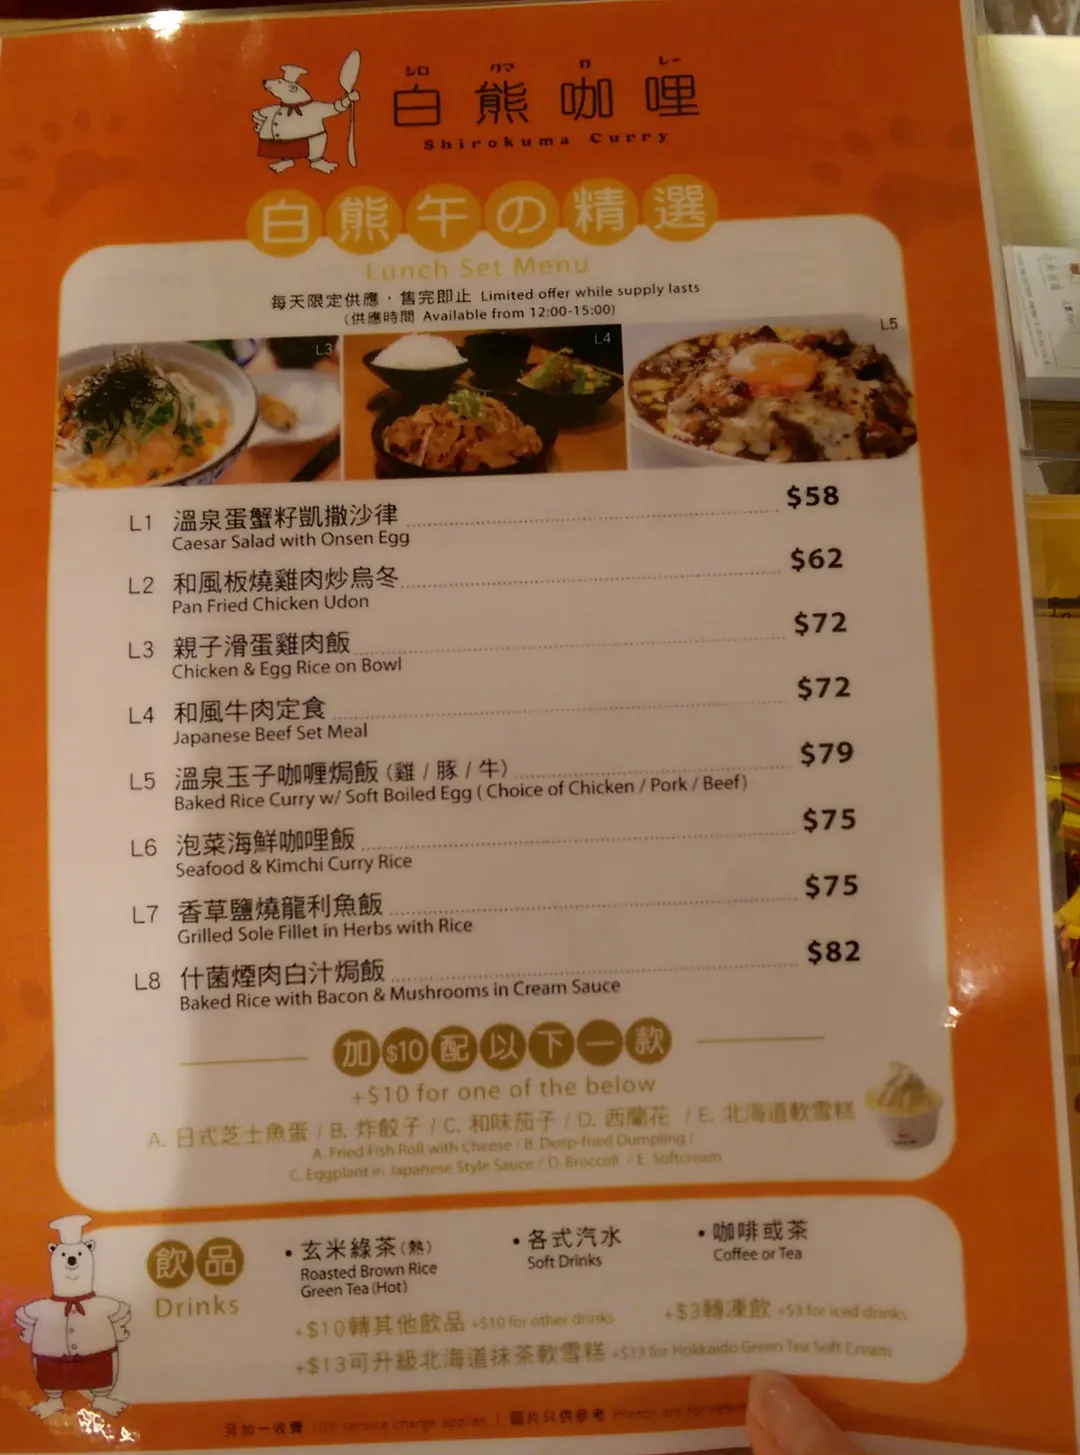 シロ クマ カ レー
白熊咖哩
Shirokuma Curry
白熊午の精選
Lunch Set Menu
每天限定供應，售完即止 Limited offer while supply lasts
(供應時間 Available from 12:00-15:00)
L3
L4
L5
L1 溫泉蛋蟹籽凱撒沙律 $58
Caesar Salad with Onsen Egg
L2 和風板燒雞肉炒烏冬 $62
Pan Fried Chicken Udon
L3 親子滑蛋雞肉飯 $72
Chicken & Egg Rice on Bowl
L4 和風牛肉定食 $72
Japanese Beef Set Meal
L5 溫泉玉子咖喱焗飯 (雞 / 豚 / 牛) $79
Baked Rice Curry w/ Soft Boiled Egg ( Choice of Chicken / Pork / Beef)
L6 泡菜海鮮咖哩飯 $75
Seafood & Kimchi Curry Rice
L7 香草鹽燒龍利魚飯 $75
Grilled Sole Fillet in Herbs with Rice
L8 什菌煙肉白汁焗飯 $82
Baked Rice with Bacon & Mushrooms in Cream Sauce
加$10配以下一款
+$10 for one of the below
A. 日式芝士魚蛋 / B. 炸餃子 / C. 和味茄子 / D. 西蘭花 / E. 北海道軟雪糕
A. Fried Fish Roll with Cheese / B. Deep-fried Dumpling /
C. Eggplant in Japanese Style Sauce / D. Broccoli / E. Softcream
飲品
Drinks
• 玄米綠茶 (熱)
Roasted Brown Rice
Green Tea (Hot)
• 各式汽水
Soft Drinks
• 咖啡或茶
Coffee or Tea
+$10轉其他飲品 +$10 for other drinks
+$3轉凍飲 +$3 for iced drinks
+$13可升級北海道抹茶軟雪糕 +$13 for Hokkaido Green Tea Soft Cream
另加一收費 10% service charge applies | 圖片只供參考 Photos are for